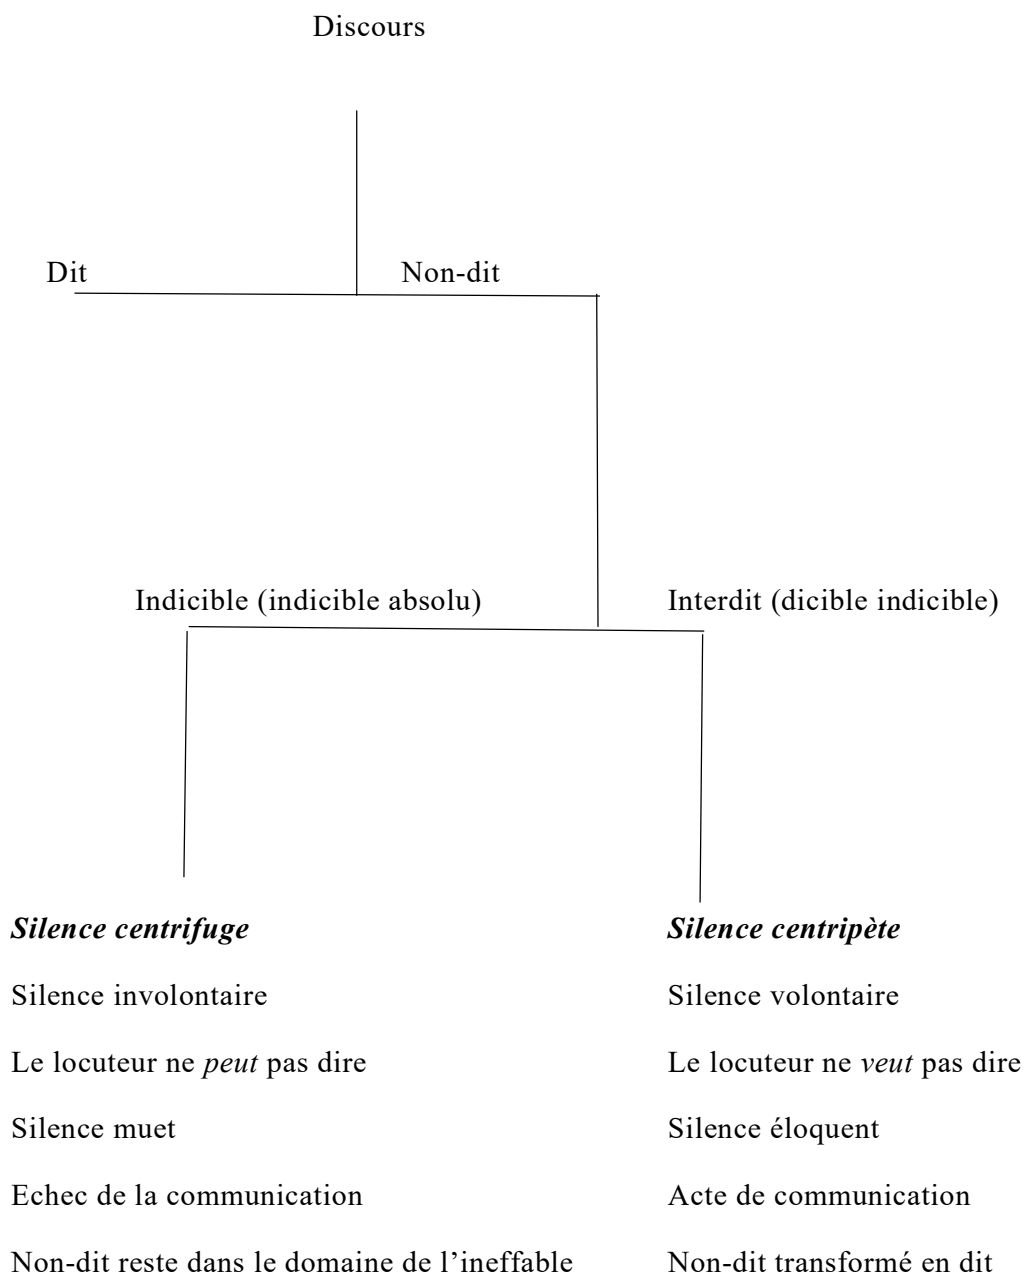 Discours
Dit Non-dit
Indicible (indicible absolu) Interdit (dicible indicible)
Silence centrifuge Silence centripète
Silence involontaire Silence volontaire
Le locuteur ne peut pas dire Le locuteur ne veut pas dire
Silence muet Silence éloquent
Echec de la communication Acte de communication
Non-dit reste dans le domaine de l’ineffable Non-dit transformé en dit